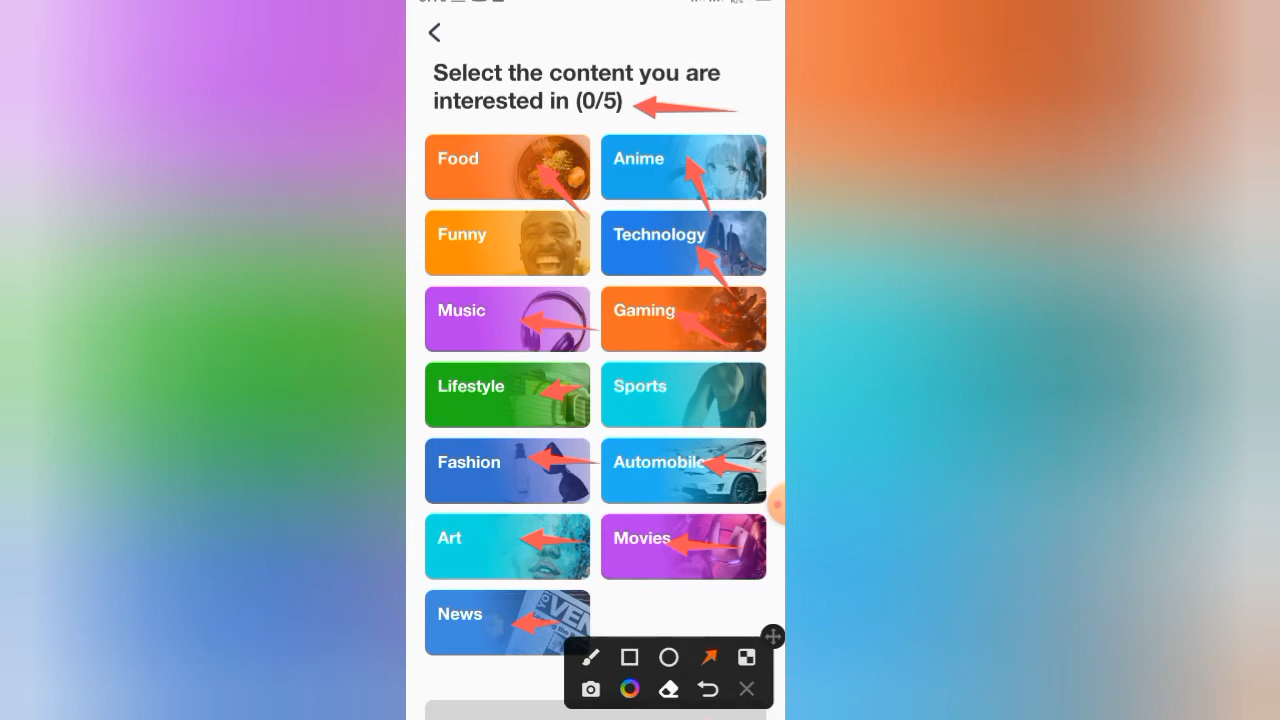 Select the content you are
interested in (0/5)
Food
Anime
Funny
Technology
Music
Gaming
Lifestyle
Sports
Fashion
Automobile
Art
Movies
News